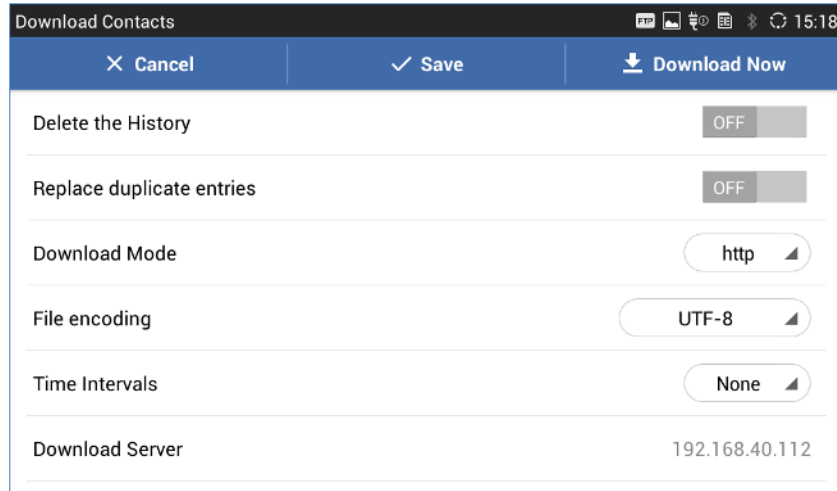 Download Contacts FTP 15:18
Cancel Save Download Now
Delete the History OFF
Replace duplicate entries OFF
Download Mode http
File encoding UTF-8
Time Intervals None
Download Server 192.168.40.112